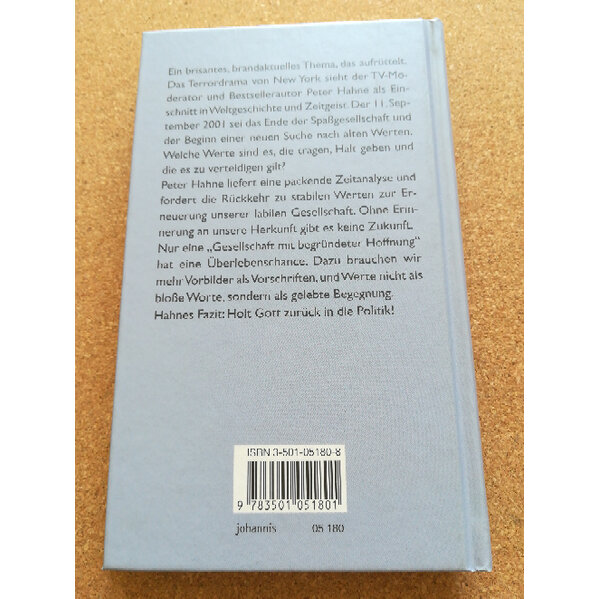 Ein brisantes, brandaktuelles Thema, das aufrüttelt.
Das Terrordrama von New York sieht der TV-Mo-
derator und Bestsellerautor Peter Hahne als Ein-
schnitt in Weltgeschichte und Zeitgeist. Der 11. Sep-
tember 2001 sei das Ende der Spaßgesellschaft und
der Beginn einer neuen Suche nach alten Werten.
Welche Werte sind es, die tragen, Halt geben und
die es zu verteidigen gilt?
Peter Hahne liefert eine packende Zeitanalyse und
fordert die Rückkehr zu stabilen Werten zur Er-
neuerung unserer labilen Gesellschaft. Ohne Erin-
nerung an unsere Herkunft gibt es keine Zukunft.
Nur eine „Gesellschaft mit begründeter Hoffnung“
hat eine Überlebenschance. Dazu brauchen wir
mehr Vorbilder als Vorschriften, und Werte nicht als
bloße Worte, sondern als gelebte Begegnung.
Hahnes Fazit: Holt Gott zurück in die Politik!
ISBN 3-501-05180-8
9 783501 051801
johannis 05 180